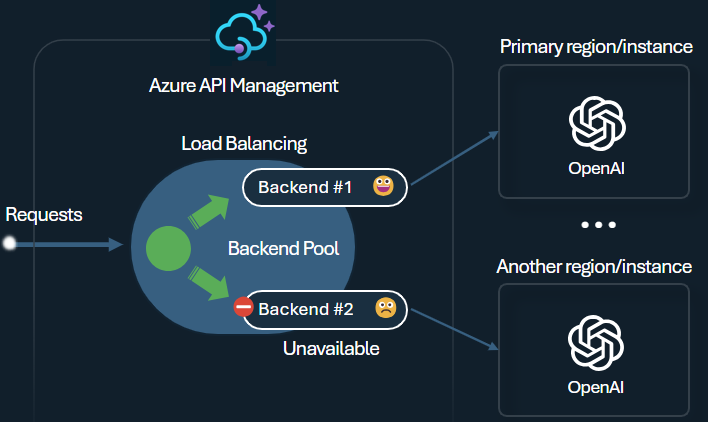 Azure API Management
Load Balancing
Requests
Backend #1
Backend Pool
Backend #2
Unavailable
Primary region/instance
OpenAI
Another region/instance
OpenAI